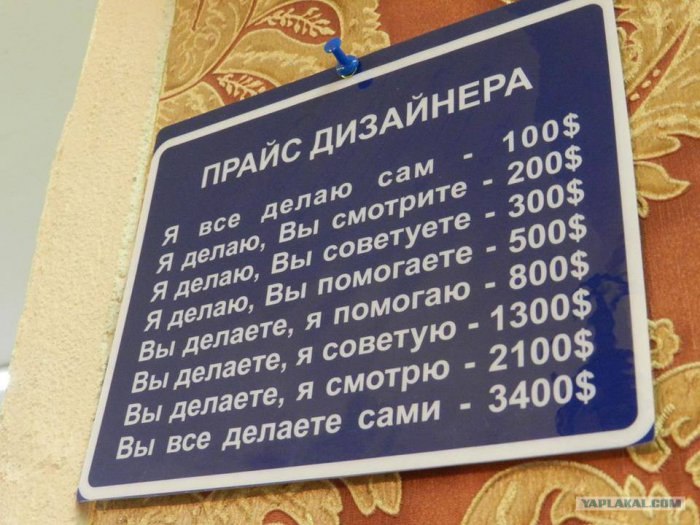 ПРАЙС ДИЗАЙНЕРА
Я все делаю сам - 100$
Я делаю, Вы смотрите - 200$
Я делаю, Вы советуете - 300$
Я делаю, Вы помогаете - 500$
Вы делаете, я помогаю - 800$
Вы делаете, я советую - 1300$
Вы делаете, я смотрю - 2100$
Вы все делаете сами - 3400$
YAPLAKAL.COM